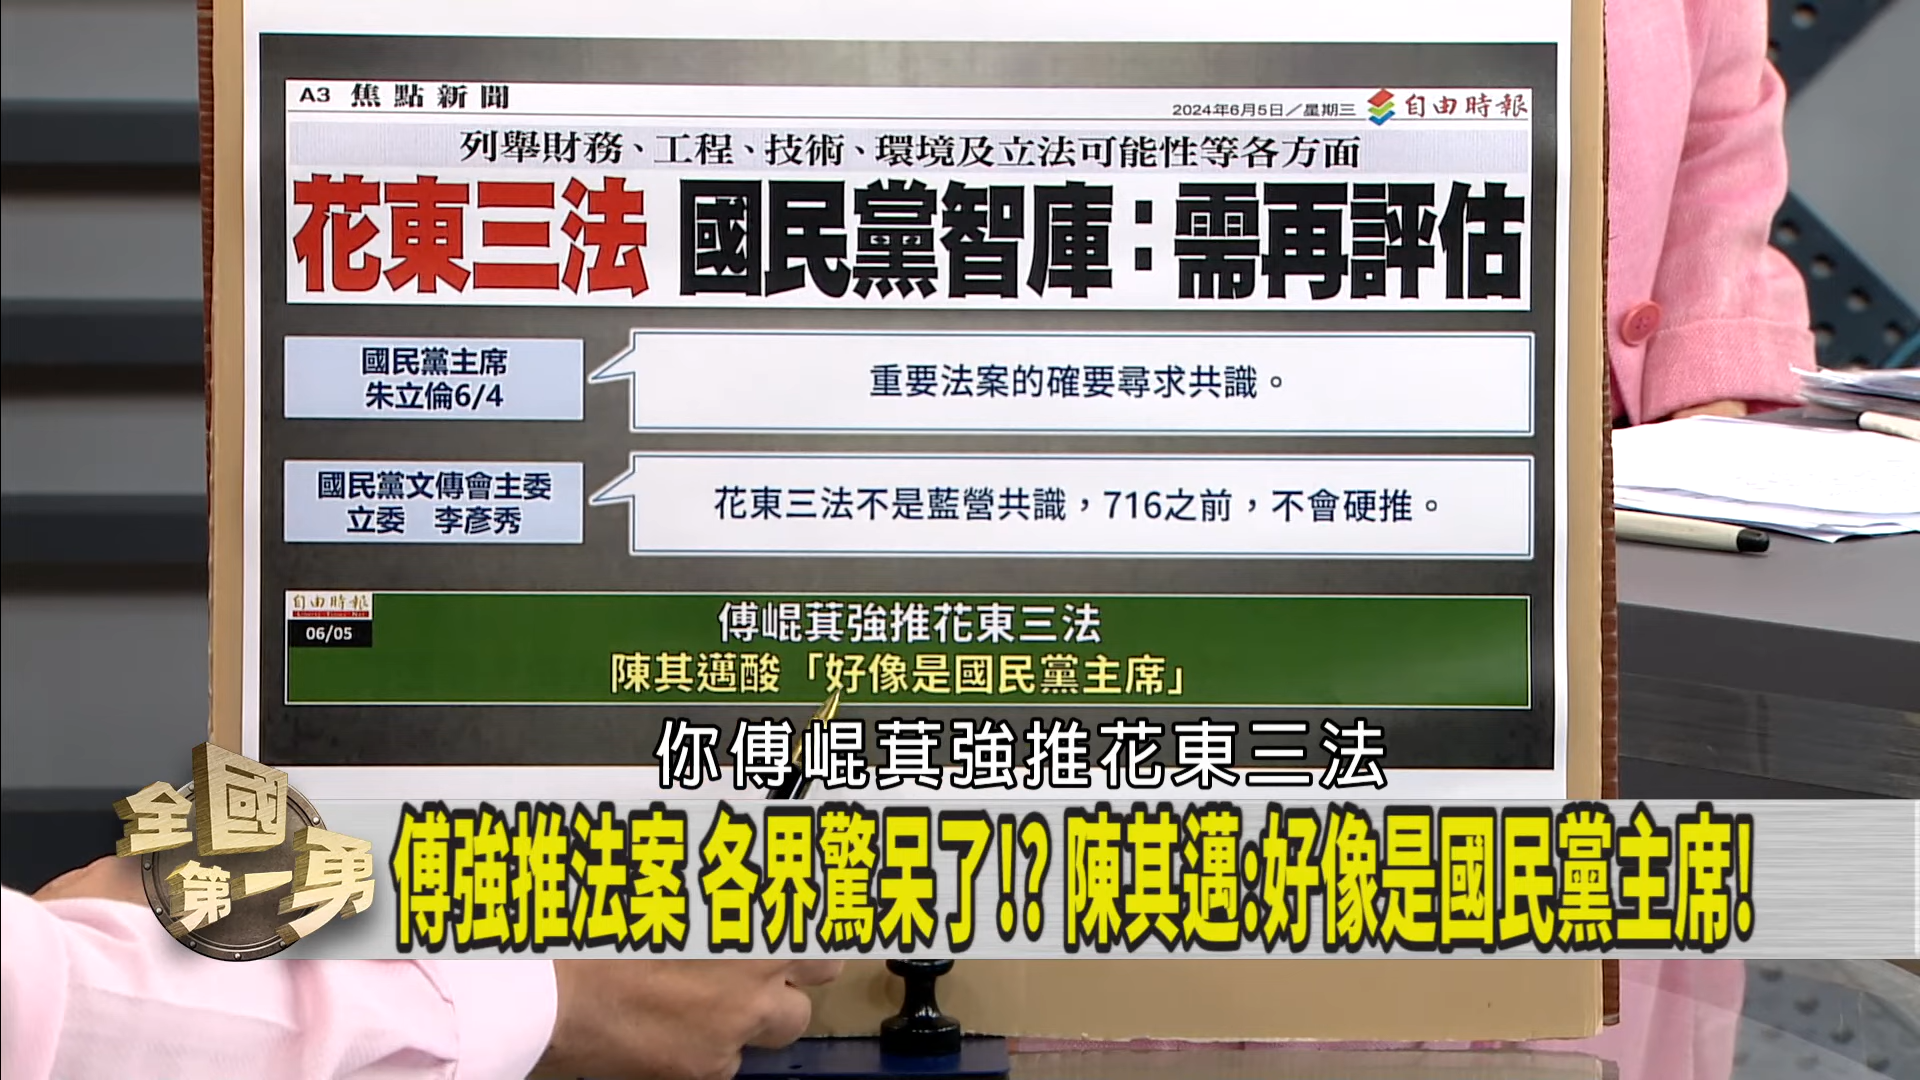 A3 焦點新聞
2024年6月5日／星期三 自由時報
列舉財務、工程、技術、環境及立法可能性等各方面
花東三法 國民黨智庫：需再評估
國民黨主席
朱立倫6/4
重要法案的確要尋求共識。
國民黨文傳會主委
立委 李彥秀
花東三法不是藍營共識，716之前，不會硬推。
自由時報
06/05
傅崐萁強推花東三法
陳其邁酸「好像是國民黨主席」
你傅崐萁強推花東三法
全國
第一勇
傅強推法案 各界驚呆了!? 陳其邁:好像是國民黨主席!